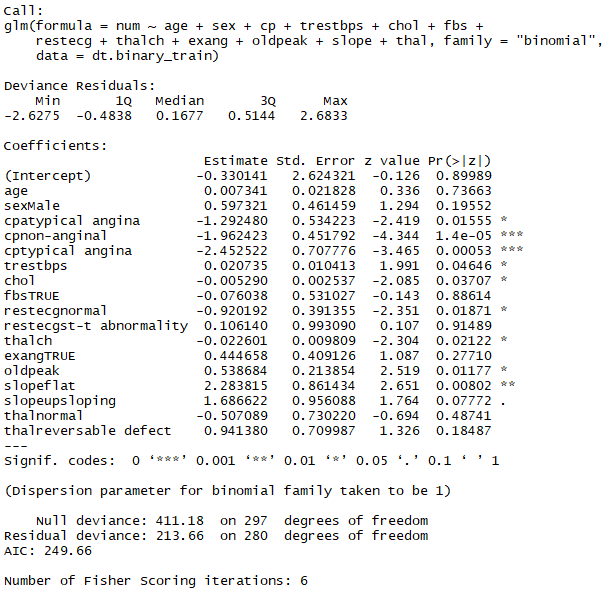 Call:
glm(formula = num ~ age + sex + cp + trestbps + chol + fbs +
    restecg + thalch + exang + oldpeak + slope + thal, family = "binomial",
    data = dt.binary_train)

Deviance Residuals:
    Min       1Q   Median       3Q      Max
-2.6275  -0.4838   0.1677   0.5144   2.6833

Coefficients:
                          Estimate Std. Error z value Pr(>|z|)
(Intercept)              -0.330141   2.624321  -0.126  0.89989
age                       0.007341   0.021828   0.336  0.73663
sexMale                   0.597321   0.461459   1.294  0.19552
cpatypical angina        -1.292480   0.534223  -2.419  0.01555 *
cpnon-anginal            -1.962423   0.451792  -4.344  1.4e-05 ***
cptypical angina         -2.452522   0.707776  -3.465  0.00053 ***
trestbps                  0.020735   0.010413   1.991  0.04646 *
chol                     -0.005290   0.002537  -2.085  0.03707 *
fbsTRUE                  -0.076038   0.531027  -0.143  0.88614
restecgnormal            -0.920192   0.391355  -2.351  0.01871 *
restecgst-t abnormality   0.106140   0.993090   0.107  0.91489
thalch                   -0.022601   0.009809  -2.304  0.02122 *
exangTRUE                 0.444658   0.409126   1.087  0.27710
oldpeak                   0.538684   0.213854   2.519  0.01177 *
slopeflat                 2.283815   0.861434   2.651  0.00802 **
slopeupsloping            1.686622   0.956088   1.764  0.07772 .
thalnormal               -0.507089   0.730220  -0.694  0.48741
thalreversable defect     0.941380   0.709987   1.326  0.18487
---
Signif. codes:  0 ‘***’ 0.001 ‘**’ 0.01 ‘*’ 0.05 ‘.’ 0.1 ‘ ’ 1

(Dispersion parameter for binomial family taken to be 1)

    Null deviance: 411.18  on 297  degrees of freedom
Residual deviance: 213.66  on 280  degrees of freedom
AIC: 249.66

Number of Fisher Scoring iterations: 6